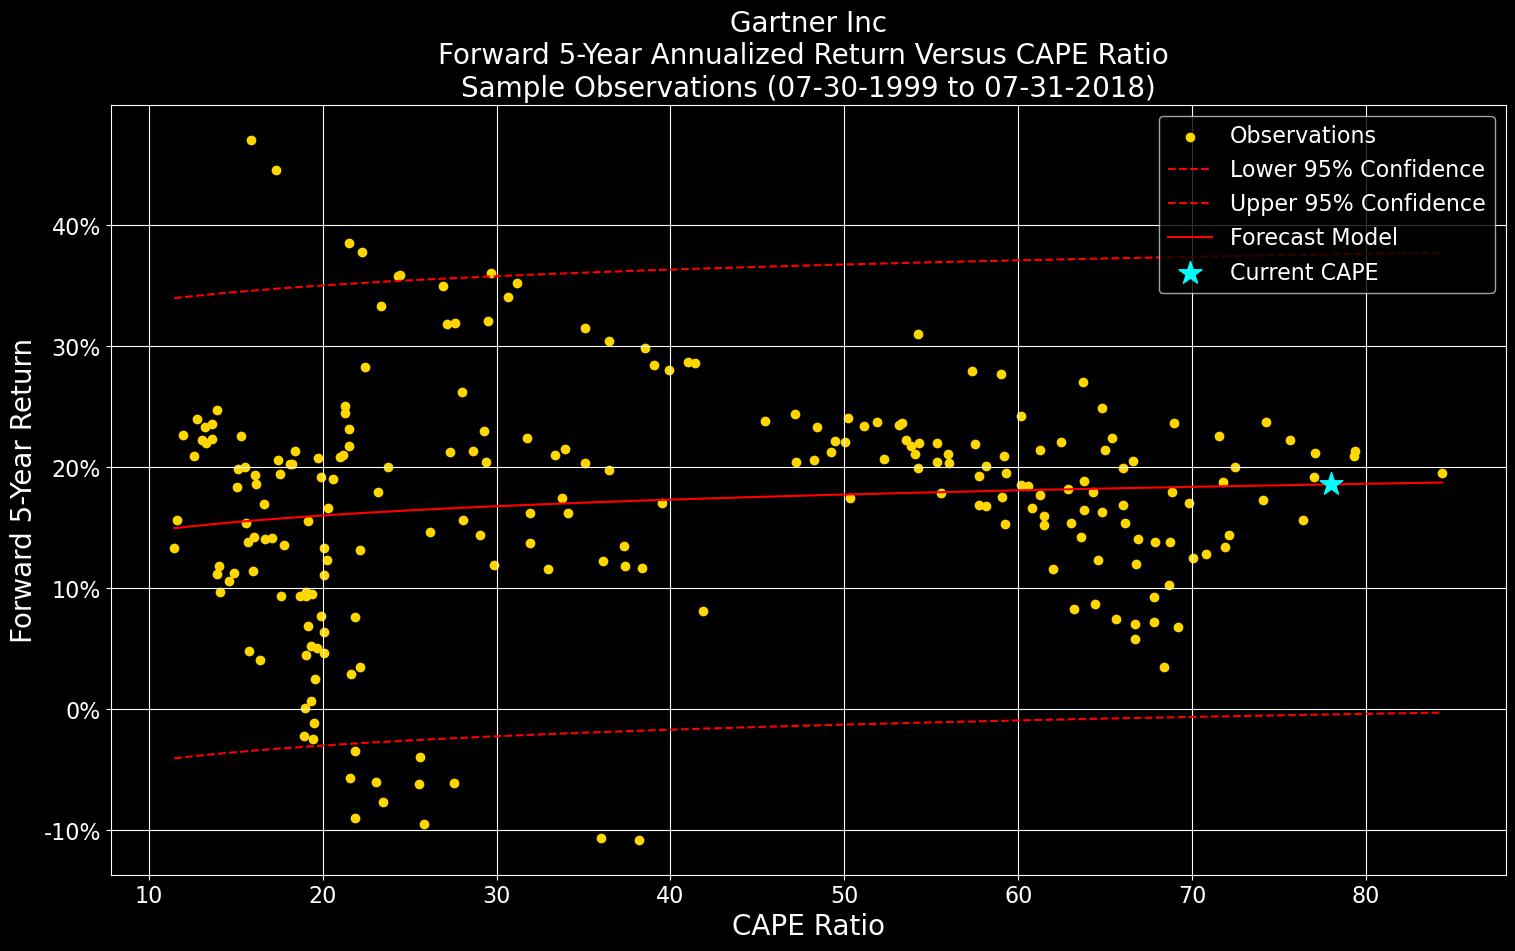 Gartner Inc
Forward 5-Year Annualized Return Versus CAPE Ratio
Sample Observations (07-30-1999 to 07-31-2018)
Observations
Lower 95% Confidence
Upper 95% Confidence
Forecast Model
Current CAPE
Forward 5-Year Return
40%
30%
20%
10%
0%
-10%
10 20 30 40 50 60 70 80
CAPE Ratio